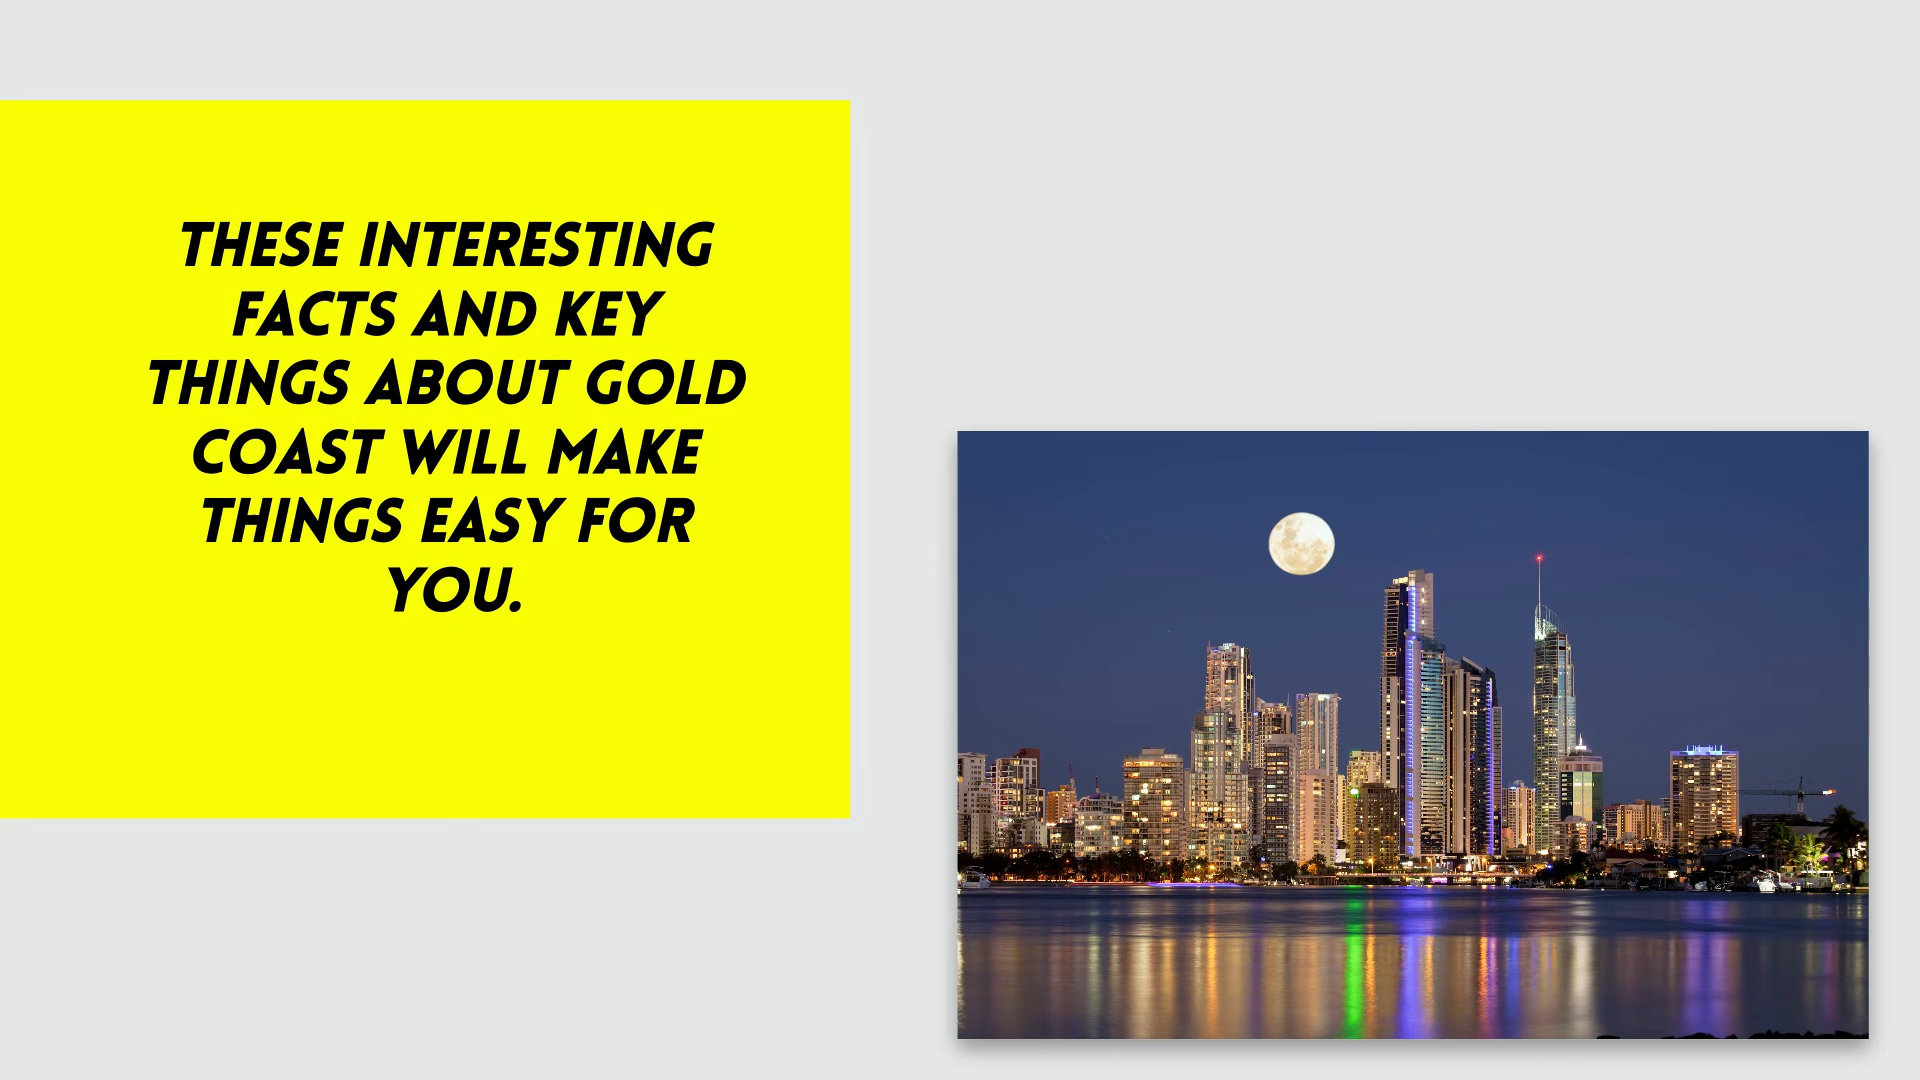 THESE INTERESTING
FACTS AND KEY
THINGS ABOUT GOLD
COAST WILL MAKE
THINGS EASY FOR
YOU.